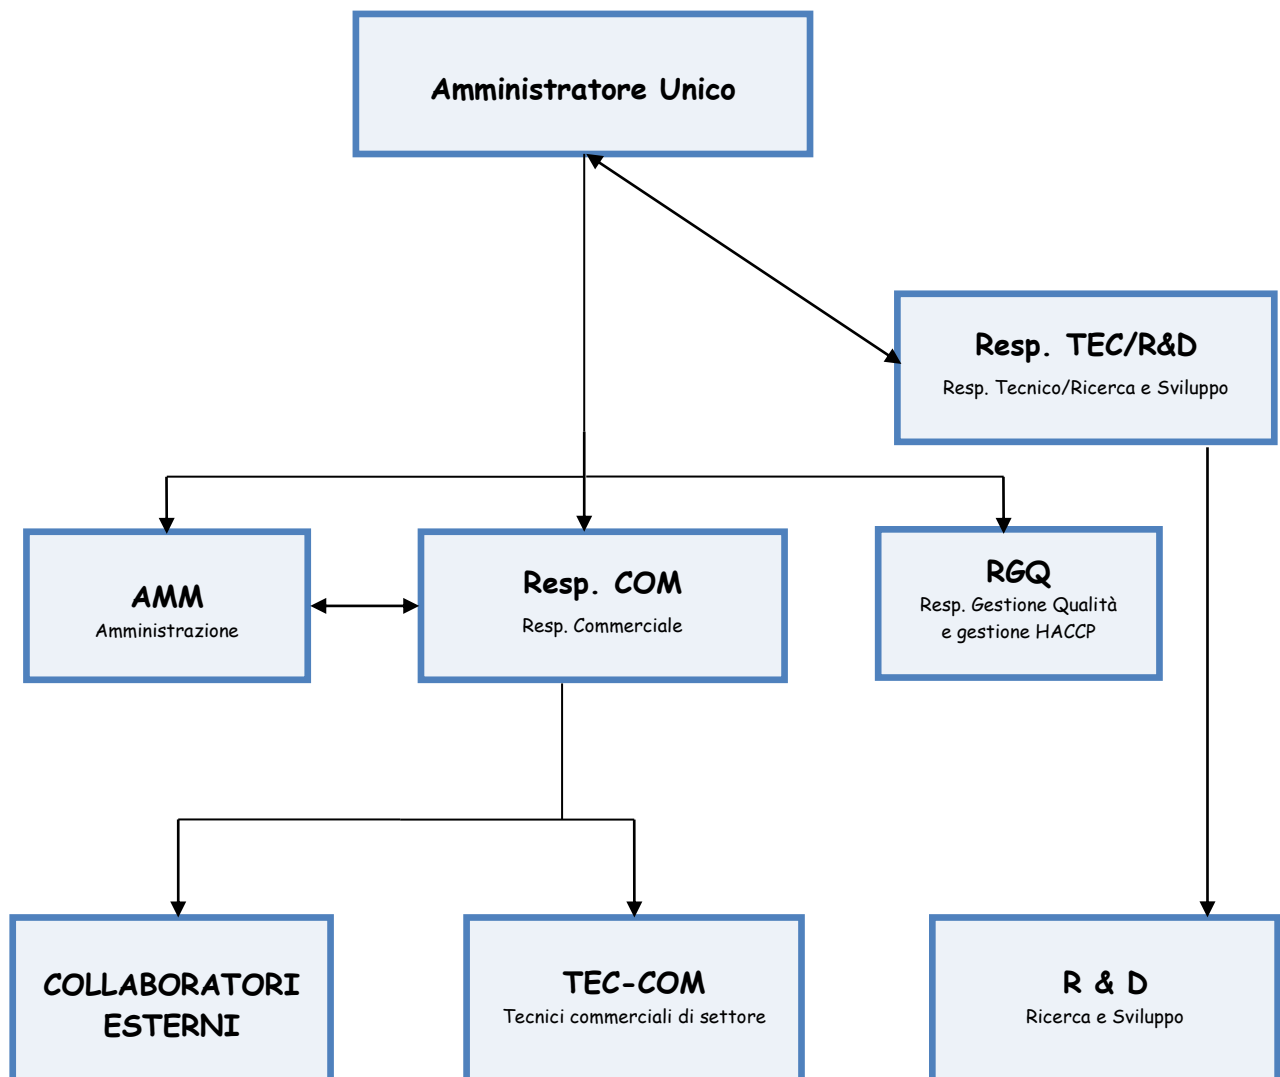 Amministratore Unico
Resp. TEC/R&D
Resp. Tecnico/Ricerca e Sviluppo
AMM
Amministrazione
Resp. COM
Resp. Commerciale
RGQ
Resp. Gestione Qualità
e gestione HACCP
COLLABORATORI
ESTERNI
TEC-COM
Tecnici commerciali di settore
R & D
Ricerca e Sviluppo